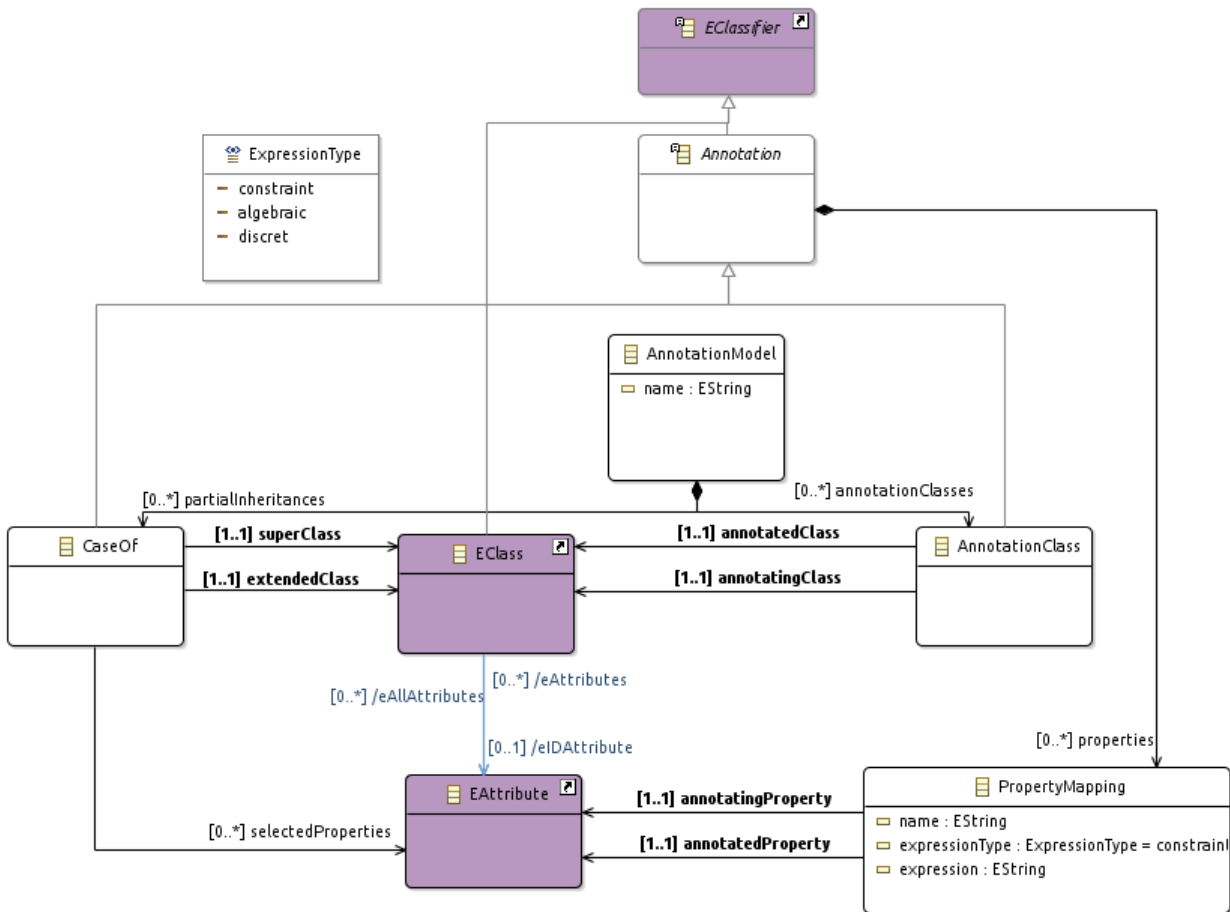 EClassifier
ExpressionType
constraint
algebraic
discret
Annotation
AnnotationModel
name : EString
[0..*] partialInheritances
[0..*] annotationClasses
CaseOf
[1..1] superClass
[1..1] extendedClass
EClass
[1..1] annotatedClass
[1..1] annotatingClass
AnnotationClass
[0..*] /eAllAttributes
[0..*] /eAttributes
[0..1] /eIDAttribute
[0..*] properties
[0..*] selectedProperties
EAttribute
[1..1] annotatingProperty
[1..1] annotatedProperty
PropertyMapping
name : EString
expressionType : ExpressionType = constraint
expression : EString